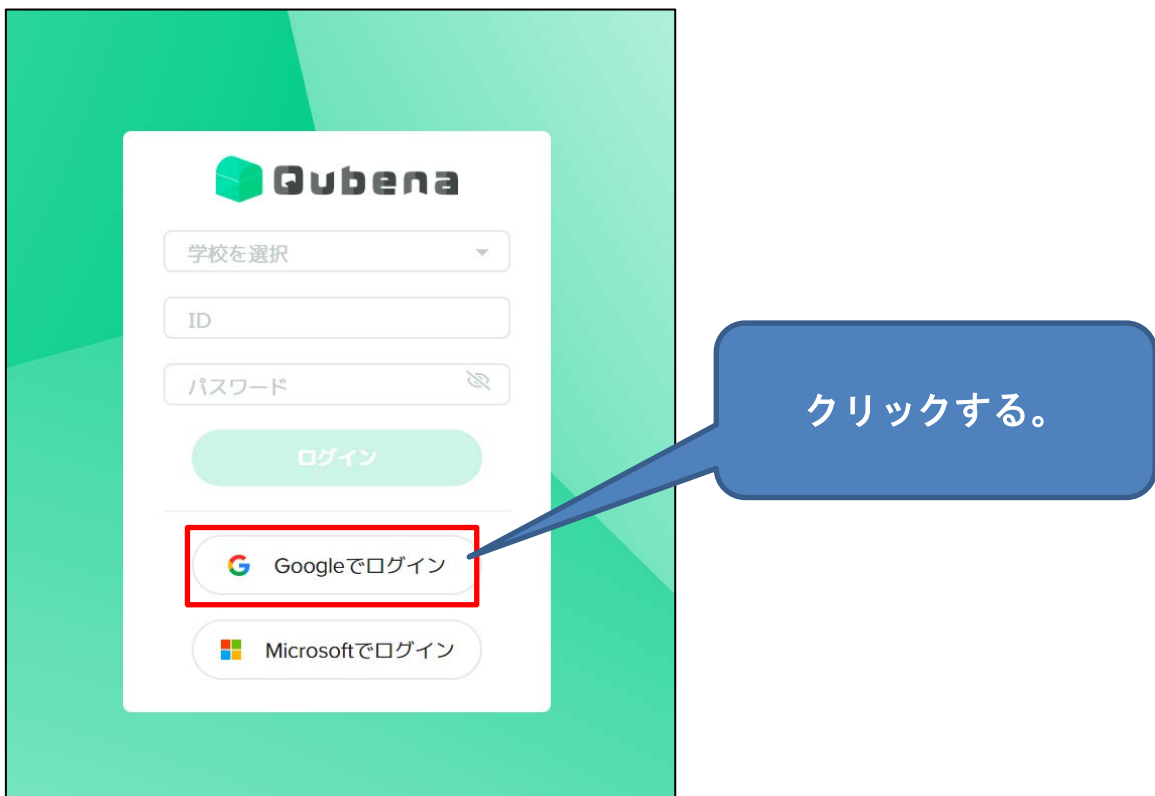 Qubena
学校を選択
ID
パスワード
ログイン
Googleでログイン
Microsoftでログイン
クリックする。